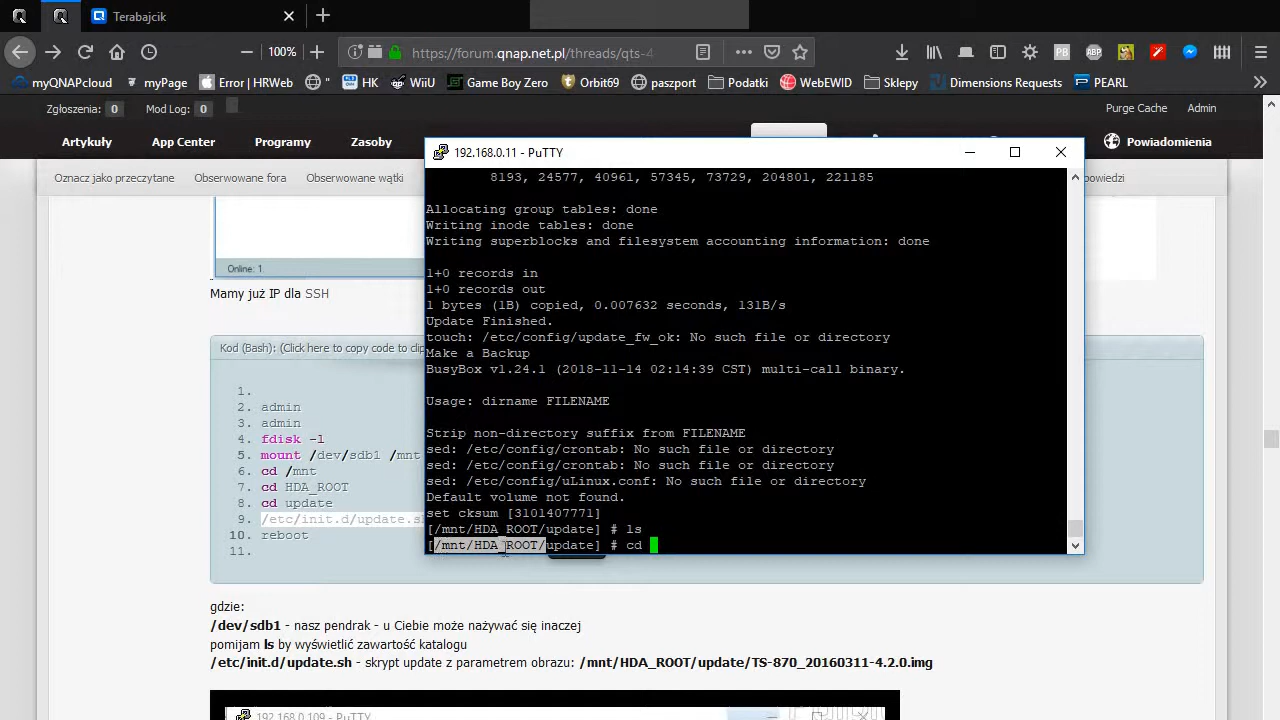 Terabajcik
100%
https://forum.qnap.net.pl/threads/qts-4
myQNAPcloud
myPage
Error | HRWeb
"
HK
WiiU
Game Boy Zero
Orbit69
paszport
Podatki
WebEWID
Sklepy
Dimensions Requests
PEARL
Zgłoszenia: 0
Mod Log: 0
Purge Cache
Admin
Artykuły
App Center
Programy
Zasoby
Powiadomienia
Oznacz jako przeczytane
Obserwowane fora
Obserwowane wątki
192.168.0.11 - PuTTY
8193, 24577, 40961, 57345, 73729, 204801, 221185
Allocating group tables: done
Writing inode tables: done
Writing superblocks and filesystem accounting information: done
1+0 records in
1+0 records out
1 bytes (1B) copied, 0.007632 seconds, 131B/s
Update Finished.
touch: /etc/config/update_fw_ok: No such file or directory
Make a Backup
BusyBox v1.24.1 (2018-11-14 02:14:39 CST) multi-call binary.
Usage: dirname FILENAME
Strip non-directory suffix from FILENAME
sed: /etc/config/crontab: No such file or directory
sed: /etc/config/crontab: No such file or directory
sed: /etc/config/uLinux.conf: No such file or directory
Default volume not found.
set cksum [3101407771]
[/mnt/HDA_ROOT/update] # ls
[/mnt/HDA_ROOT/update] # cd
Online: 1.
Mamy już IP dla SSH
Kod (Bash): (Click here to copy code to cli
1.
2. admin
3. admin
4. fdisk -l
5. mount /dev/sdb1 /mnt
6. cd /mnt
7. cd HDA_ROOT
8. cd update
9. /etc/init.d/update.sh
10. reboot
11.
gdzie:
/dev/sdb1 - nasz pendrak - u Ciebie może nażywać się inaczej
pomijam ls by wyświetlić zawartość katalogu
/etc/init.d/update.sh - skrypt update z parametrem obrazu: /mnt/HDA_ROOT/update/TS-870_20160311-4.2.0.img
192.168.0.109 - PuTTY